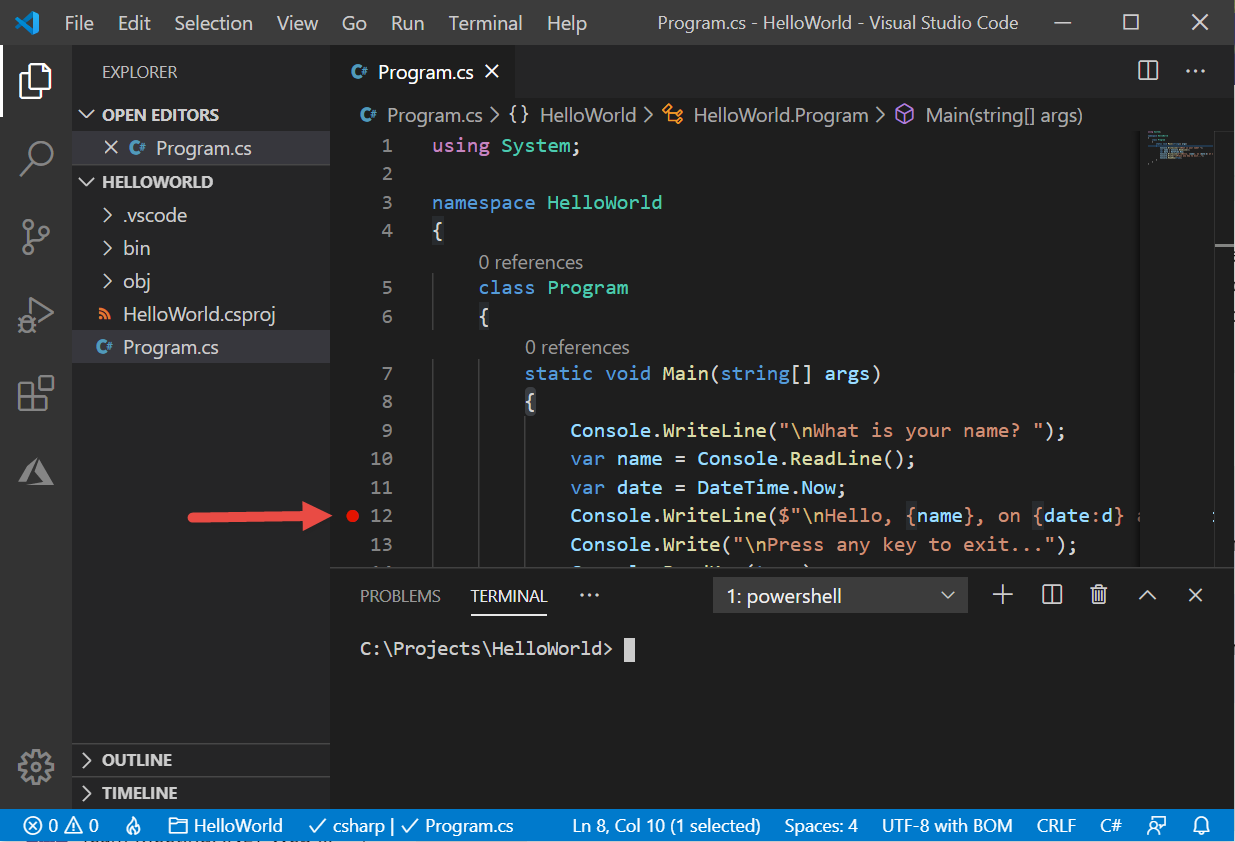 File Edit Selection View Go Run Terminal Help Program.cs - HelloWorld - Visual Studio Code
EXPLORER
OPEN EDITORS
Program.cs
HELLOWORLD
.vscode
bin
obj
HelloWorld.csproj
Program.cs
OUTLINE
TIMELINE
Program.cs
Program.cs > {} HelloWorld > HelloWorld.Program > Main(string[] args)
1 using System;
2
3 namespace HelloWorld
4 {
0 references
5 class Program
6 {
0 references
7 static void Main(string[] args)
8 {
9 Console.WriteLine("\nWhat is your name? ");
10 var name = Console.ReadLine();
11 var date = DateTime.Now;
12 Console.WriteLine($"\nHello, {name}, on {date:d}
13 Console.Write("\nPress any key to exit...");
PROBLEMS TERMINAL ··· 1: powershell
C:\Projects\HelloWorld>
0 0 HelloWorld csharp | Program.cs Ln 8, Col 10 (1 selected) Spaces: 4 UTF-8 with BOM CRLF C#